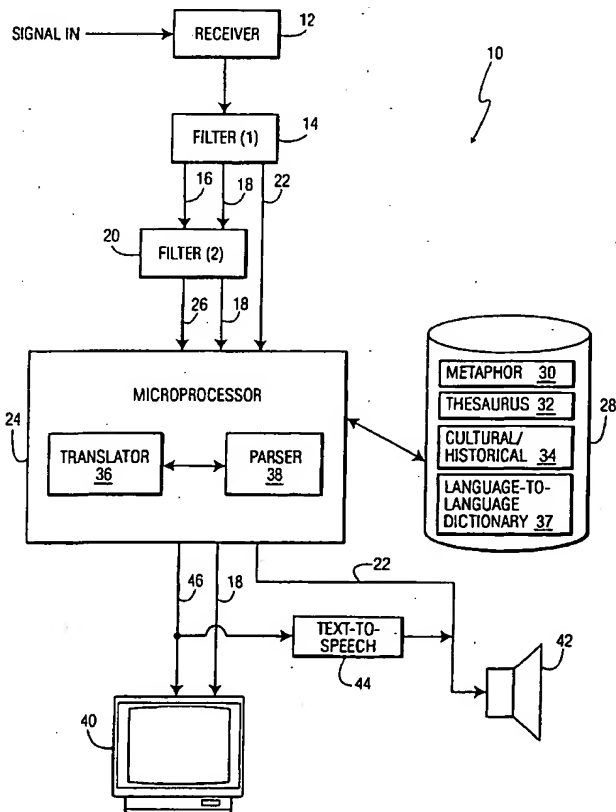 SIGNAL IN
RECEIVER
12
10
FILTER (1)
14
16
18
22
20
FILTER (2)
26
18
24
MICROPROCESSOR
TRANSLATOR
36
PARSER
38
METAPHOR 30
THESAURUS 32
CULTURAL/
HISTORICAL 34
LANGUAGE-TO-
LANGUAGE
DICTIONARY 37
28
46
18
22
TEXT-TO-
SPEECH
44
42
40